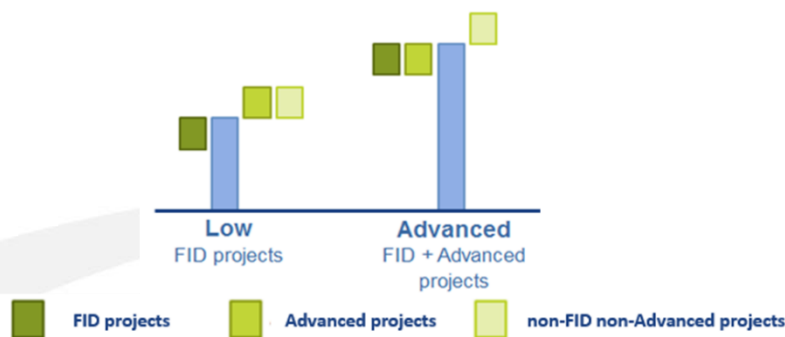 Low
FID projects
Advanced
FID + Advanced
projects
FID projects
Advanced projects
non-FID non-Advanced projects